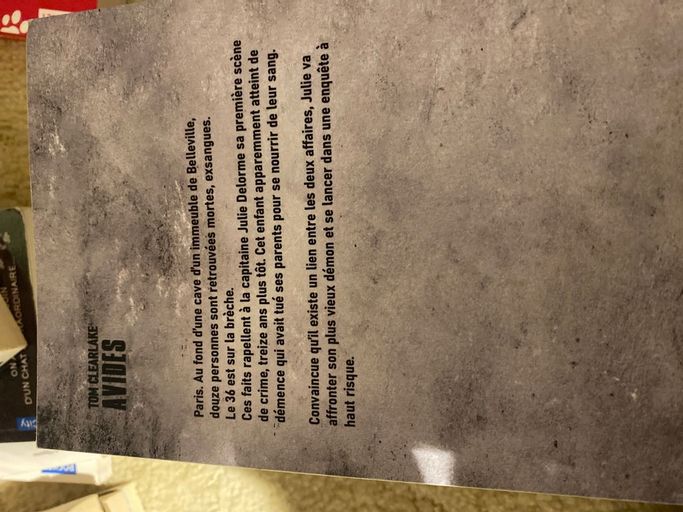 TOM CLEARLAKE
AVIDES
Paris. Au fond d'une cave d'un immeuble de Belleville,
douze personnes sont retrouvées mortes, exsangues.
Le 36 est sur la brèche.
Ces faits rappellent à la capitaine Julie Delorme sa première scène
de crime, treize ans plus tôt. Cet enfant apparemment atteint de
démence qui avait tué ses parents pour se nourrir de leur sang.
Convaincue qu'il existe un lien entre les deux affaires, Julie va
affronter son plus vieux démon et se lancer dans une enquête à
haut risque.
D'UN CHAT
City